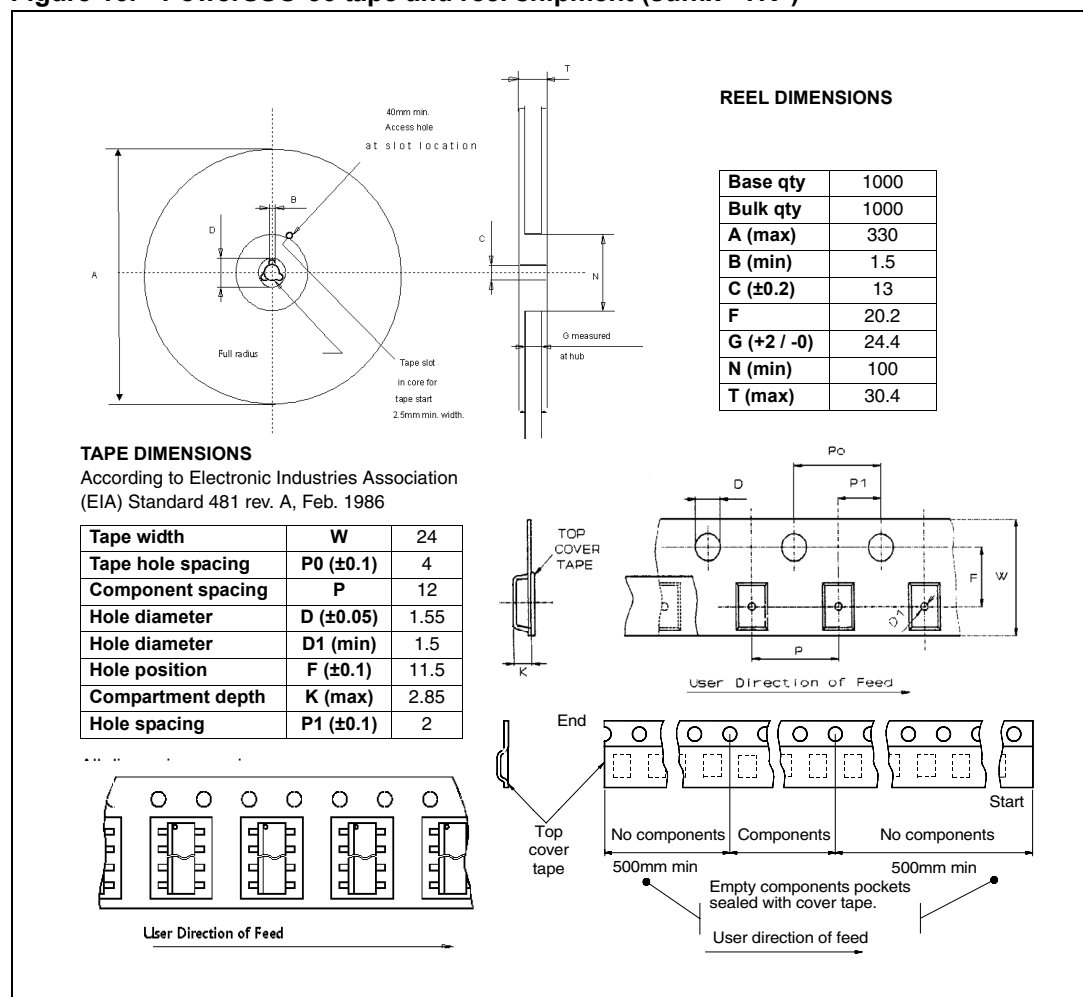 T
REEL DIMENSIONS
40mm min.
Access hole
at slot location
B
D
C
A
N
Full radius
Tape slot
in core for
tape start
2.5mm min. width.
G measured
at hub
Base qty 1000
Bulk qty 1000
A (max) 330
B (min) 1.5
C (±0.2) 13
F 20.2
G (+2 / -0) 24.4
N (min) 100
T (max) 30.4
TAPE DIMENSIONS
According to Electronic Industries Association
(EIA) Standard 481 rev. A, Feb. 1986
Tape width W 24
Tape hole spacing P0 (±0.1) 4
Component spacing P 12
Hole diameter D (±0.05) 1.55
Hole diameter D1 (min) 1.5
Hole position F (±0.1) 11.5
Compartment depth K (max) 2.85
Hole spacing P1 (±0.1) 2
TOP
COVER
TAPE
K
Po
D
P1
F
W
D1
P
User Direction of Feed
End
Start
Top
cover
tape
No components
Components
No components
500mm min
500mm min
Empty components pockets
sealed with cover tape.
User direction of feed
User Direction of Feed